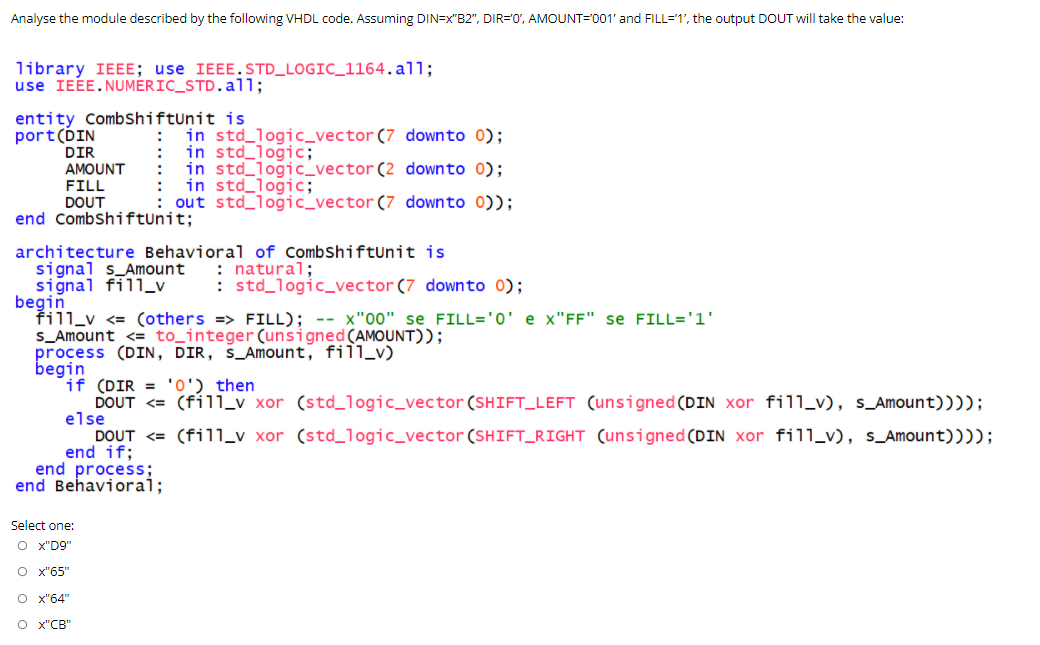 Analyse the module described by the following VHDL code. Assuming DIN=x"B2", DIR='0', AMOUNT='001' and FILL='1', the output DOUT will take the value:
library IEEE; use IEEE.STD_LOGIC_1164.all;
use IEEE.NUMERIC_STD.all;
entity CombShiftUnit is
port(DIN : in std_logic_vector(7 downto 0);
DIR : in std_logic;
AMOUNT : in std_logic_vector(2 downto 0);
FILL : in std_logic;
DOUT : out std_logic_vector(7 downto 0));
end CombShiftUnit;
architecture Behavioral of CombShiftUnit is
signal s_Amount : natural;
signal fill_v : std_logic_vector(7 downto 0);
begin
fill_v <= (others => FILL); -- x"00" se FILL='0' e x"FF" se FILL='1'
s_Amount <= to_integer(unsigned(AMOUNT));
process (DIN, DIR, s_Amount, fill_v)
begin
if (DIR = '0') then
DOUT <= (fill_v xor (std_logic_vector(SHIFT_LEFT (unsigned(DIN xor fill_v), s_Amount))));
else
DOUT <= (fill_v xor (std_logic_vector(SHIFT_RIGHT (unsigned(DIN xor fill_v), s_Amount))));
end if;
end process;
end Behavioral;
Select one:
x"D9"
x"65"
x"64"
x"CB"